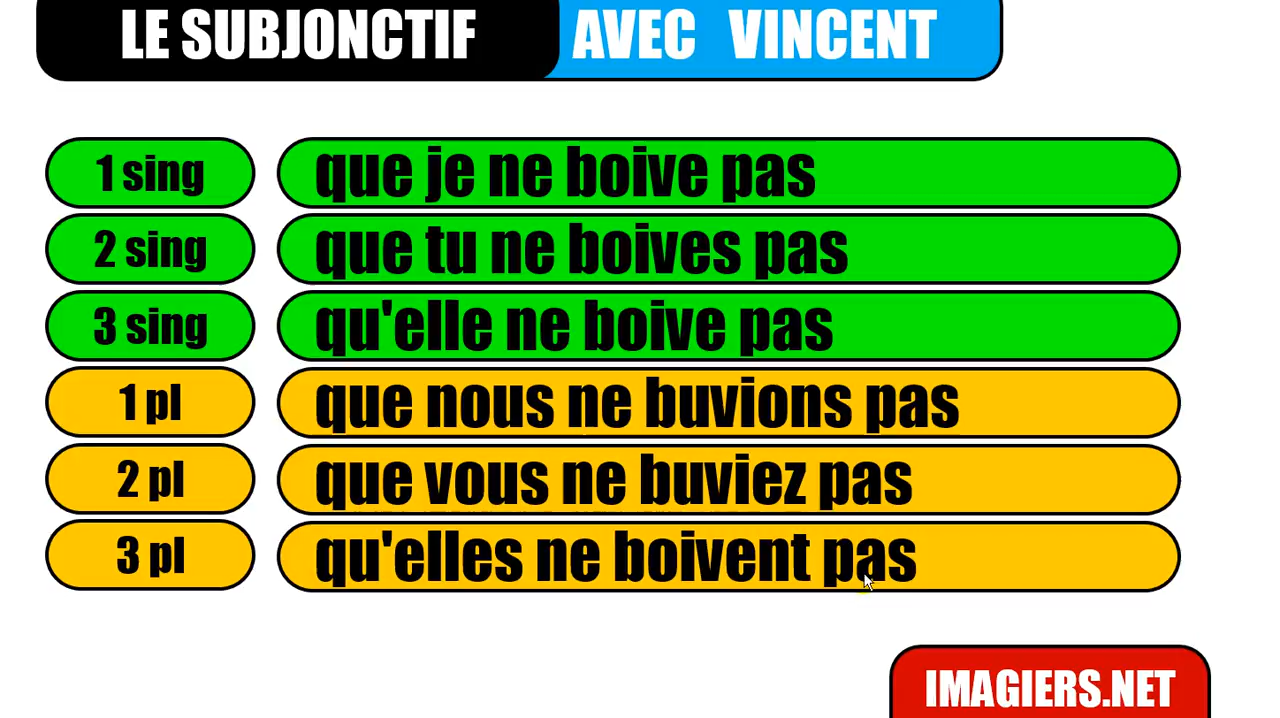 LE SUBJONCTIF AVEC VINCENT
1 sing que je ne boive pas
2 sing que tu ne boives pas
3 sing qu'elle ne boive pas
1 pl que nous ne buvions pas
2 pl que vous ne buviez pas
3 pl qu'elles ne boivent pas
IMAGIERS.NET